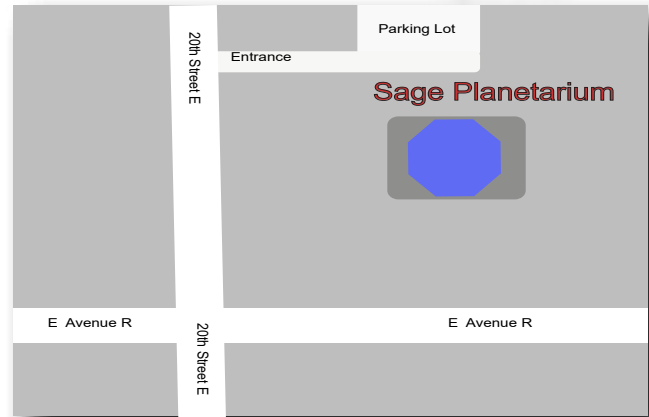 Parking Lot
20th Street E
Entrance
Sage Planetarium
E Avenue R
20th Street E
E Avenue R